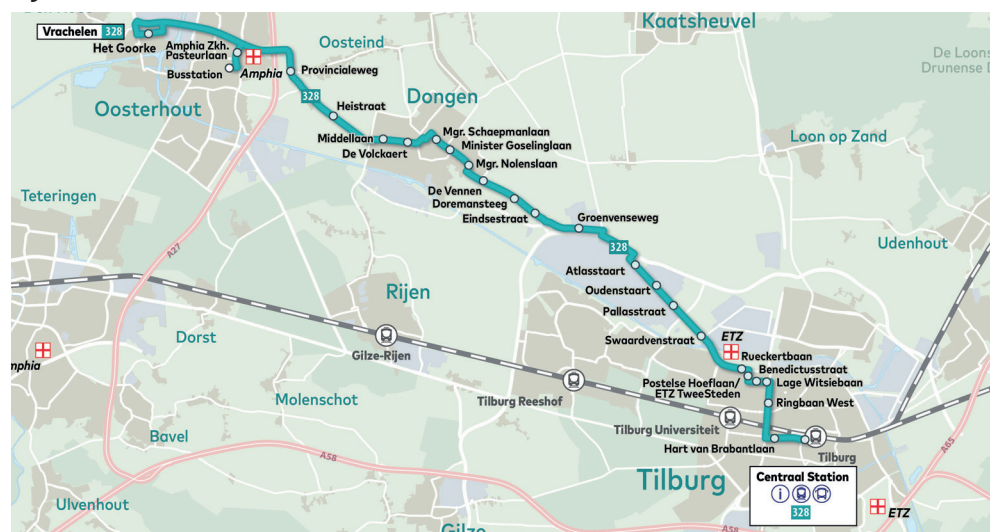 Vrachelen 328
Het Goorke
Amphia Zkh.
Pasteurlaan
Busstation
Amphia
Oosteind
Provincialeweg
328
Heistraat
Oosterhout
Dongen
Kaatsheuvel
De Loons
Drunense D
Loon op Zand
Middellaan
De Volckaert
Mgr. Schaepmanlaan
Minister Goselinglaan
Mgr. Nolenslaan
De Vennen
Doremansteeg
Eindsestraat
Groenvenseweg
328
Teteringen
A27
Udenhout
Atlasstaart
Oudenstaart
Pallasstraat
Swaardvenstraat
Rijen
Gilze-Rijen
Dorst
mphia
ETZ
Rueckertbaan
Benedictusstraat
Postelse Hoeflaan/
ETZ TweeSteden
Lage Witsiebaan
Ringbaan West
Tilburg Reeshof
Molenschot
Tilburg Universiteit
Hart van Brabantlaan
Tilburg
Bavel
A58
A65
Tilburg
Centraal Station
i
328
Ulvenhout
Gilze
A58
ETZ